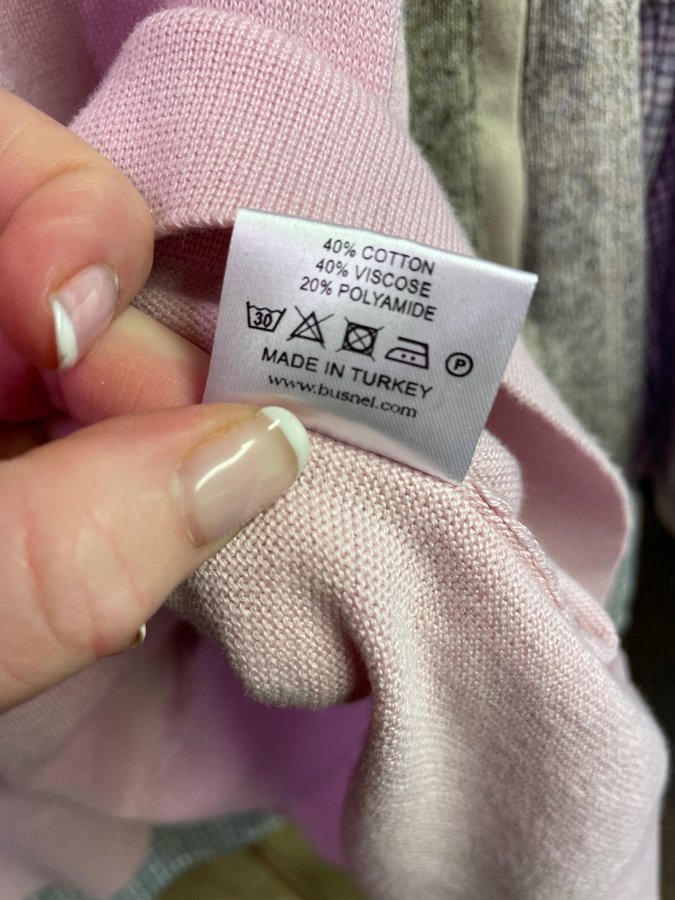 40% COTTON
40% VISCOSE
20% POLYAMIDE
30 P
MADE IN TURKEY
www.busnel.com